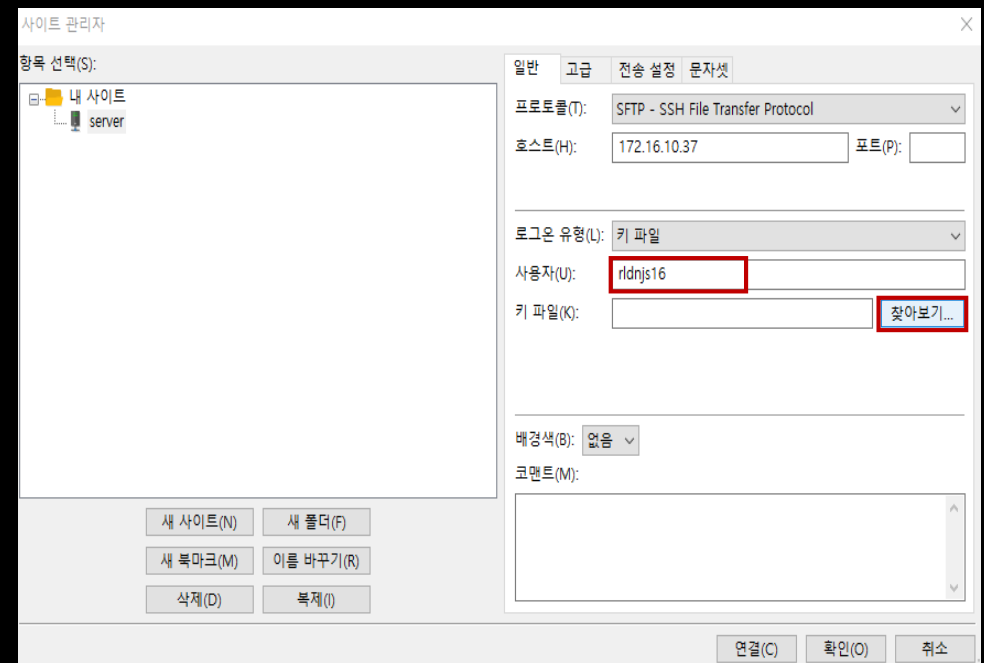 사이트 관리자
항목 선택(S):
내 사이트
server
새 사이트(N) 새 폴더(F)
새 북마크(M) 이름 바꾸기(R)
삭제(D) 복제(I)
일반 고급 전송 설정 문자셋
프로토콜(T): SFTP - SSH File Transfer Protocol
호스트(H): 172.16.10.37 포트(P):
로그온 유형(L): 키 파일
사용자(U): rldnjs16
키 파일(K): 찾아보기...
배경색(B): 없음
코맨트(M):
연결(C) 확인(O) 취소